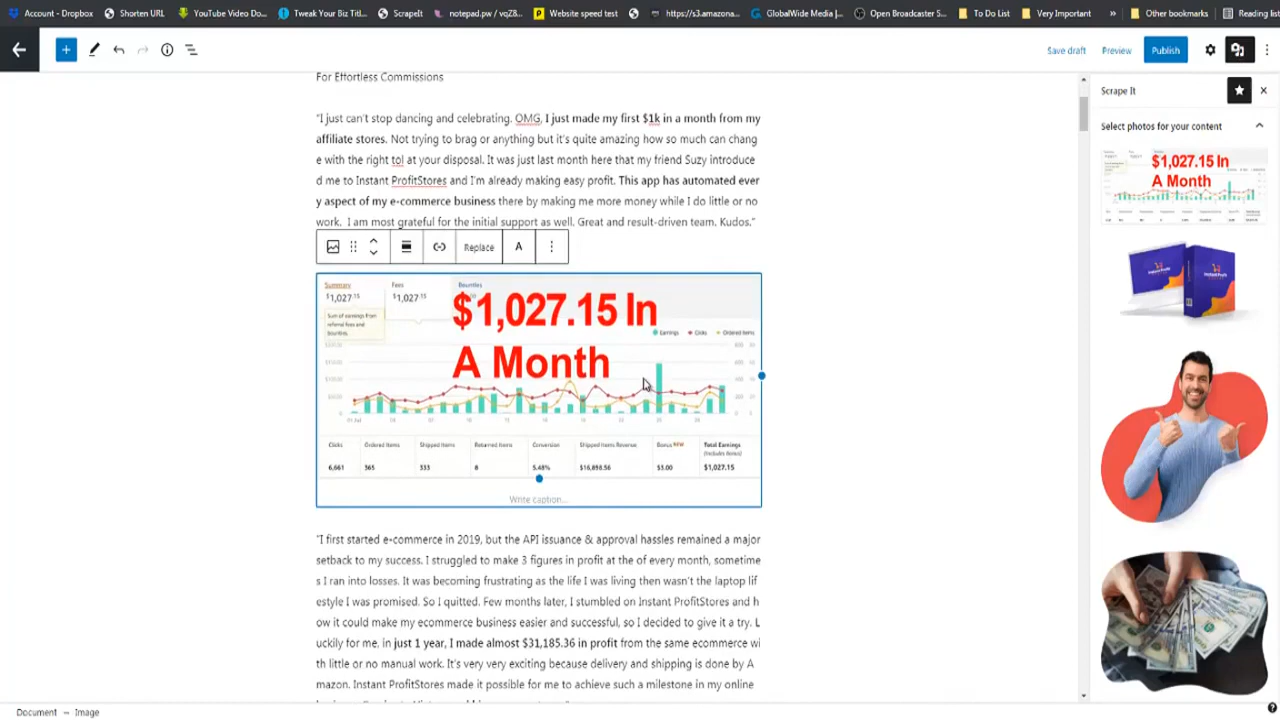 Account - Dropbox
Shorten URL
YouTube Video Do...
Tweak Your Biz Titl...
ScrapeIt
notepad.pw / vqZ8...
Website speed test
https://s3.amazona...
GlobalWide Media |...
Open Broadcaster S...
To Do List
Very Important
»
Other bookmarks
Reading list
Save draft
Preview
Publish
For Effortless Commissions
"I just can't stop dancing and celebrating. OMG, I just made my first $1k in a month from my
affiliate stores. Not trying to brag or anything but it's quite amazing how so much can chang
e with the right tol at your disposal. It was just last month here that my friend Suzy introduce
d me to Instant ProfitStores and I'm already making easy profit. This app has automated ever
y aspect of my e-commerce business there by making me more money while I do little or no
work. I am most grateful for the initial support as well. Great and result-driven team. Kudos."
Replace
A
Summary
$1,027.15
Fees
$1,027.15
Bounties
Sum of earnings from
referral fees and
bounties.
$1,027.15 In
A Month
Earnings
Clicks
Ordered Items
Clicks
Ordered Items
Shipped Items
Returned Items
Conversion
Shipped Items Revenue
Bonus NEW
Total Earnings
(Includes Bonus)
6,661
365
333
8
5.48%
$16,898.56
$3.00
$1,027.15
Write caption...
"I first started e-commerce in 2019, but the API issuance & approval hassles remained a major
setback to my success. I struggled to make 3 figures in profit at the of every month, sometime
s I ran into losses. It was becoming frustrating as the life I was living then wasn't the laptop lif
estyle I was promised. So I quitted. Few months later, I stumbled on Instant ProfitStores and h
ow it could make my ecommerce business easier and successful, so I decided to give it a try. L
uckily for me, in just 1 year, I made almost $31,185.36 in profit from the same ecommerce wi
th little or no manual work. It's very very exciting because delivery and shipping is done by A
mazon. Instant ProfitStores made it possible for me to achieve such a milestone in my online
Scrape It
Select photos for your content
$1,027.15 In
A Month
Document → Image